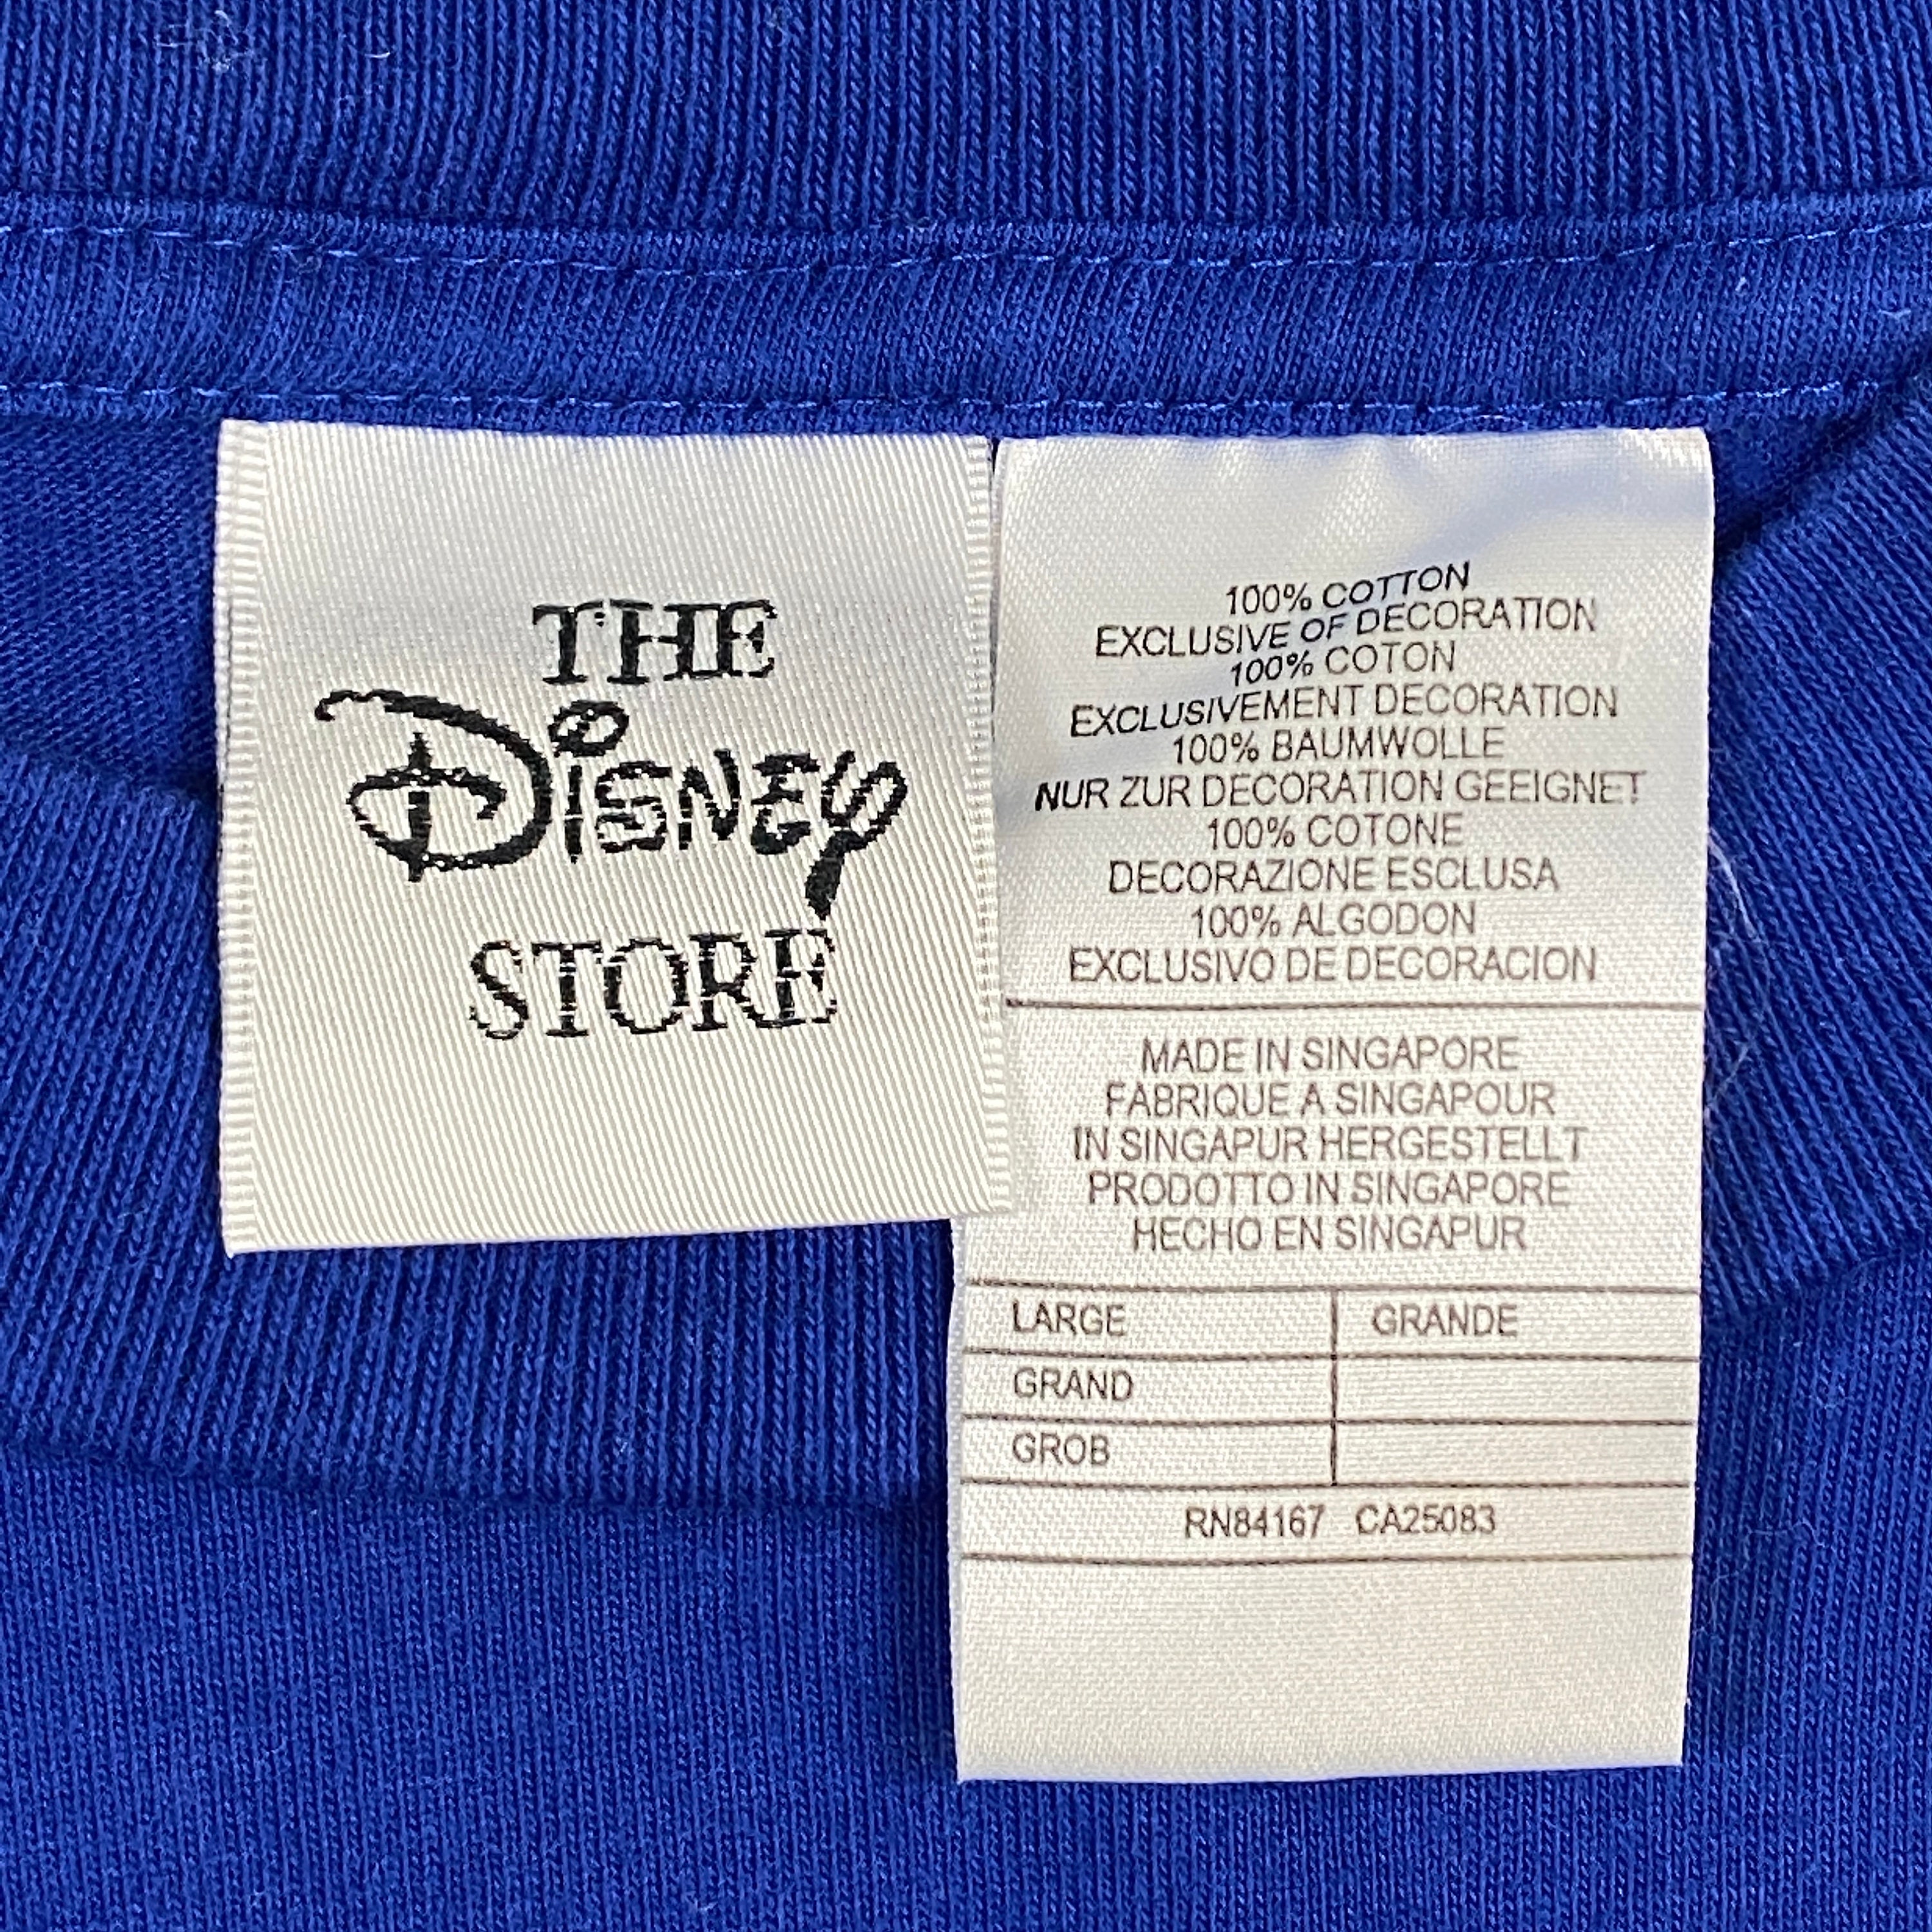 THE
DISNEY
STORE
100% COTTON
EXCLUSIVE OF DECORATION
100% COTON
EXCLUSIVEMENT DECORATION
100% BAUMWOLLE
NUR ZUR DECORATION GEEIGNET
100% COTONE
DECORAZIONE ESCLUSA
100% ALGODON
EXCLUSIVO DE DECORACION
MADE IN SINGAPORE
FABRIQUE A SINGAPOUR
IN SINGAPUR HERGESTELLT
PRODOTTO IN SINGAPORE
HECHO EN SINGAPUR
LARGE GRANDE
GRAND
GROB
RN84167 CA25083